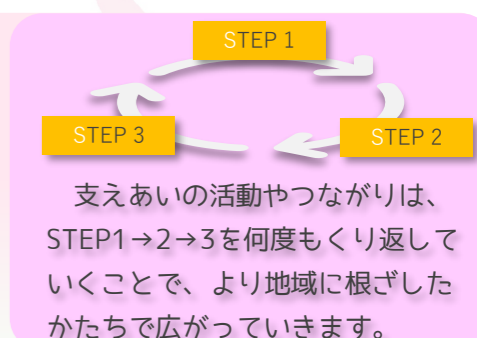 STEP 1
STEP 3
STEP 2
支えあいの活動やつながりは、
STEP1→2→3を何度もくり返して
いくことで、より地域に根ざした
かたちで広がっていきます。